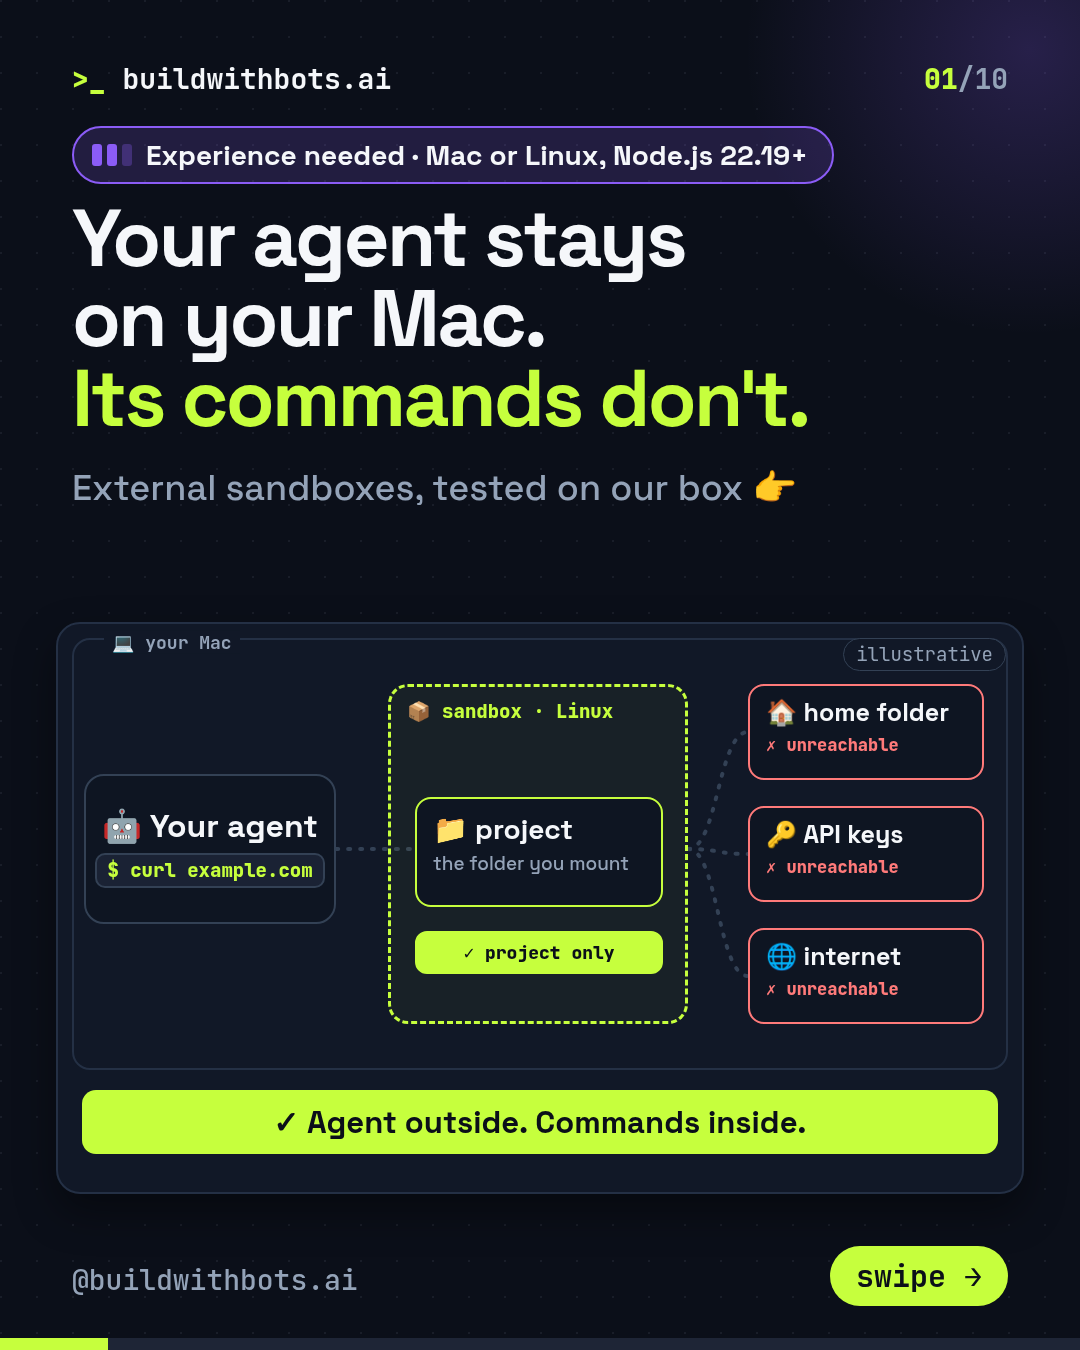 >_ buildwithbots.ai
01/10
Experience needed · Mac or Linux, Node.js 22.19+
Your agent stays
on your Mac.
Its commands don't.
External sandboxes, tested on our box 👉
💻 your Mac
illustrative
🤖 Your agent
$ curl example.com
📦 sandbox · Linux
📁 project
the folder you mount
✓ project only
🏠 home folder
✗ unreachable
🔑 API keys
✗ unreachable
🌐 internet
✗ unreachable
✓ Agent outside. Commands inside.
@buildwithbots.ai
swipe →